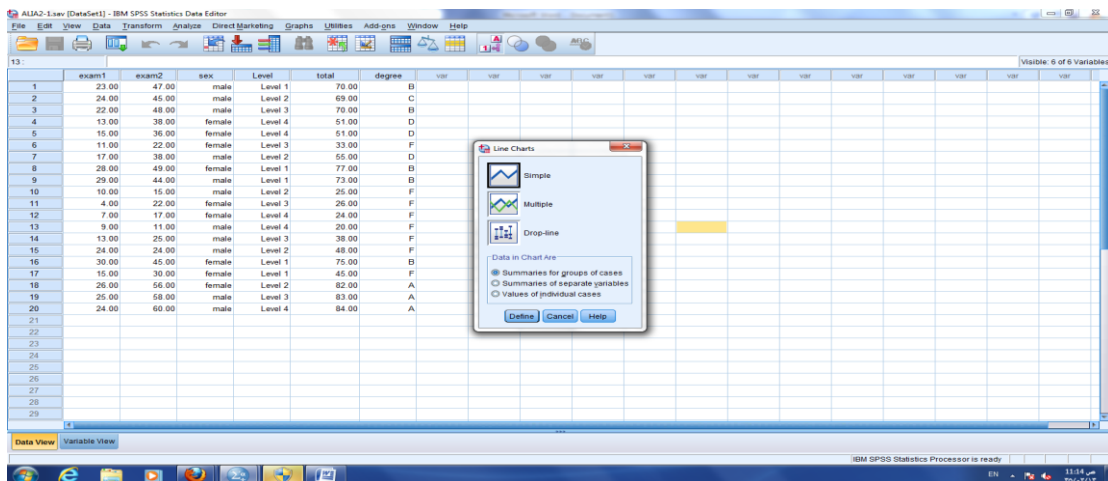 ALIA2-1.sav [DataSet1] - IBM SPSS Statistics Data Editor
File Edit View Data Transform Analyze Direct Marketing Graphs Utilities Add-ons Window Help
13 :
Visible: 6 of 6 Variables
exam1 exam2 sex Level total degree var var var var var var var var var var var var var
1 23.00 47.00 male Level 1 70.00 B
2 24.00 45.00 male Level 2 69.00 C
3 22.00 48.00 male Level 3 70.00 B
4 13.00 38.00 female Level 4 51.00 D
5 15.00 36.00 female Level 4 51.00 D
6 11.00 22.00 female Level 3 33.00 F
7 17.00 38.00 male Level 2 55.00 D
8 28.00 49.00 female Level 1 77.00 B
9 29.00 44.00 male Level 1 73.00 B
10 10.00 15.00 male Level 2 25.00 F
11 4.00 22.00 female Level 3 26.00 F
12 7.00 17.00 female Level 4 24.00 F
13 9.00 11.00 male Level 4 20.00 F
14 13.00 25.00 male Level 3 38.00 F
15 24.00 24.00 male Level 2 48.00 F
16 30.00 45.00 female Level 1 75.00 B
17 15.00 30.00 female Level 1 45.00 F
18 26.00 56.00 female Level 2 82.00 A
19 25.00 58.00 male Level 3 83.00 A
20 24.00 60.00 male Level 4 84.00 A
21
22
23
24
25
26
27
28
29
Line Charts
Simple
Multiple
Drop-line
Data in Chart Are
Summaries for groups of cases
Summaries of separate variables
Values of individual cases
Define Cancel Help
Data View Variable View
IBM SPSS Statistics Processor is ready
EN
11:14 ص